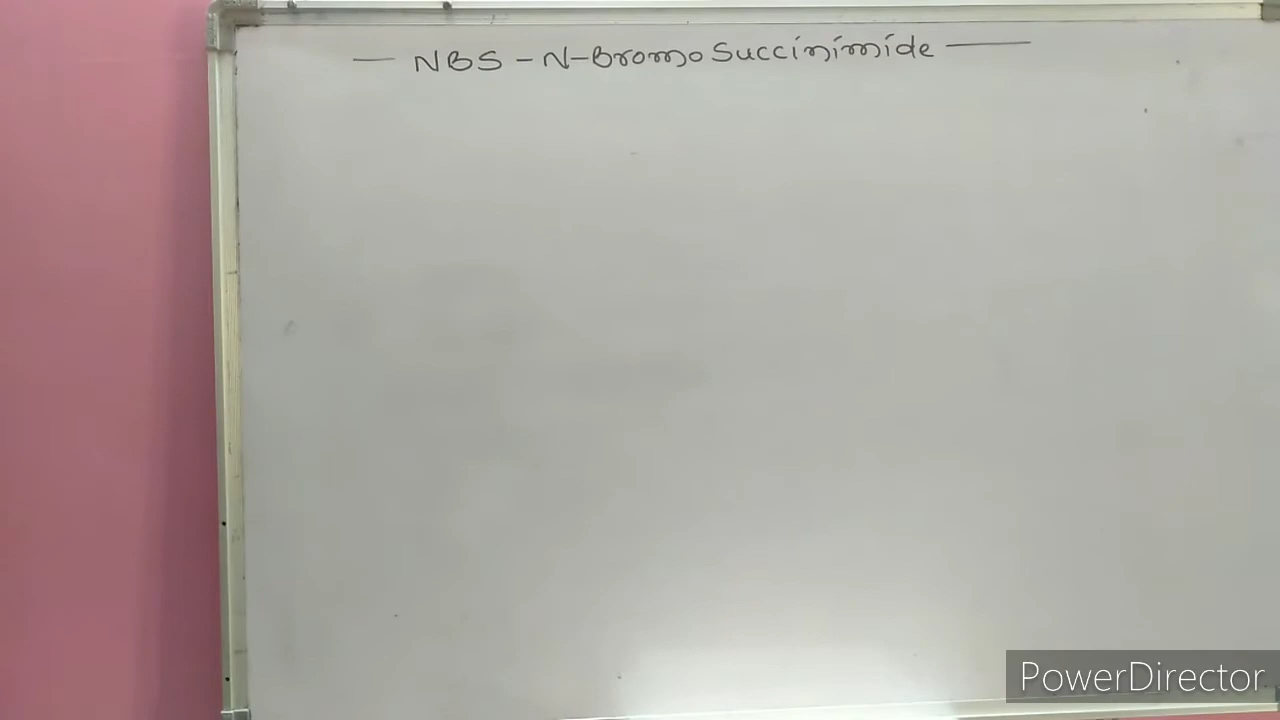 — NBS - N-Bromo Succinimide —
PowerDirector